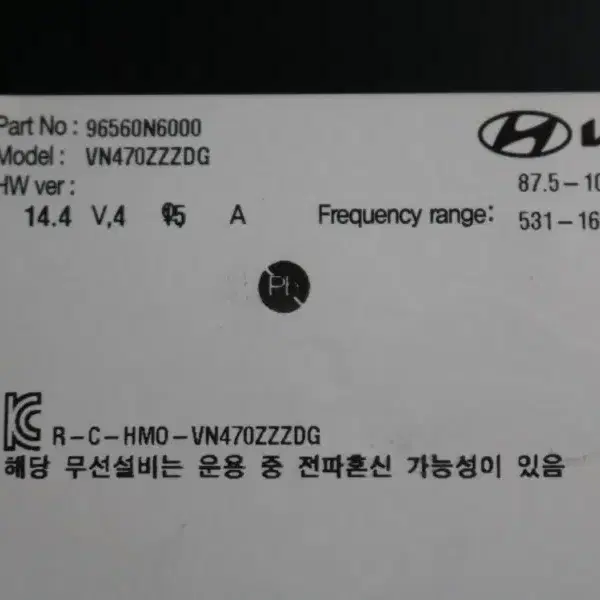 Part No : 96560N6000
Model : VN470ZZZDG
HW ver :
14.4 V,4 A
Frequency range:
87.5-10
531-16
Pb
R-C-HMO-VN470ZZZDG
해당 무선설비는 운용 중 전파혼신 가능성이 있음